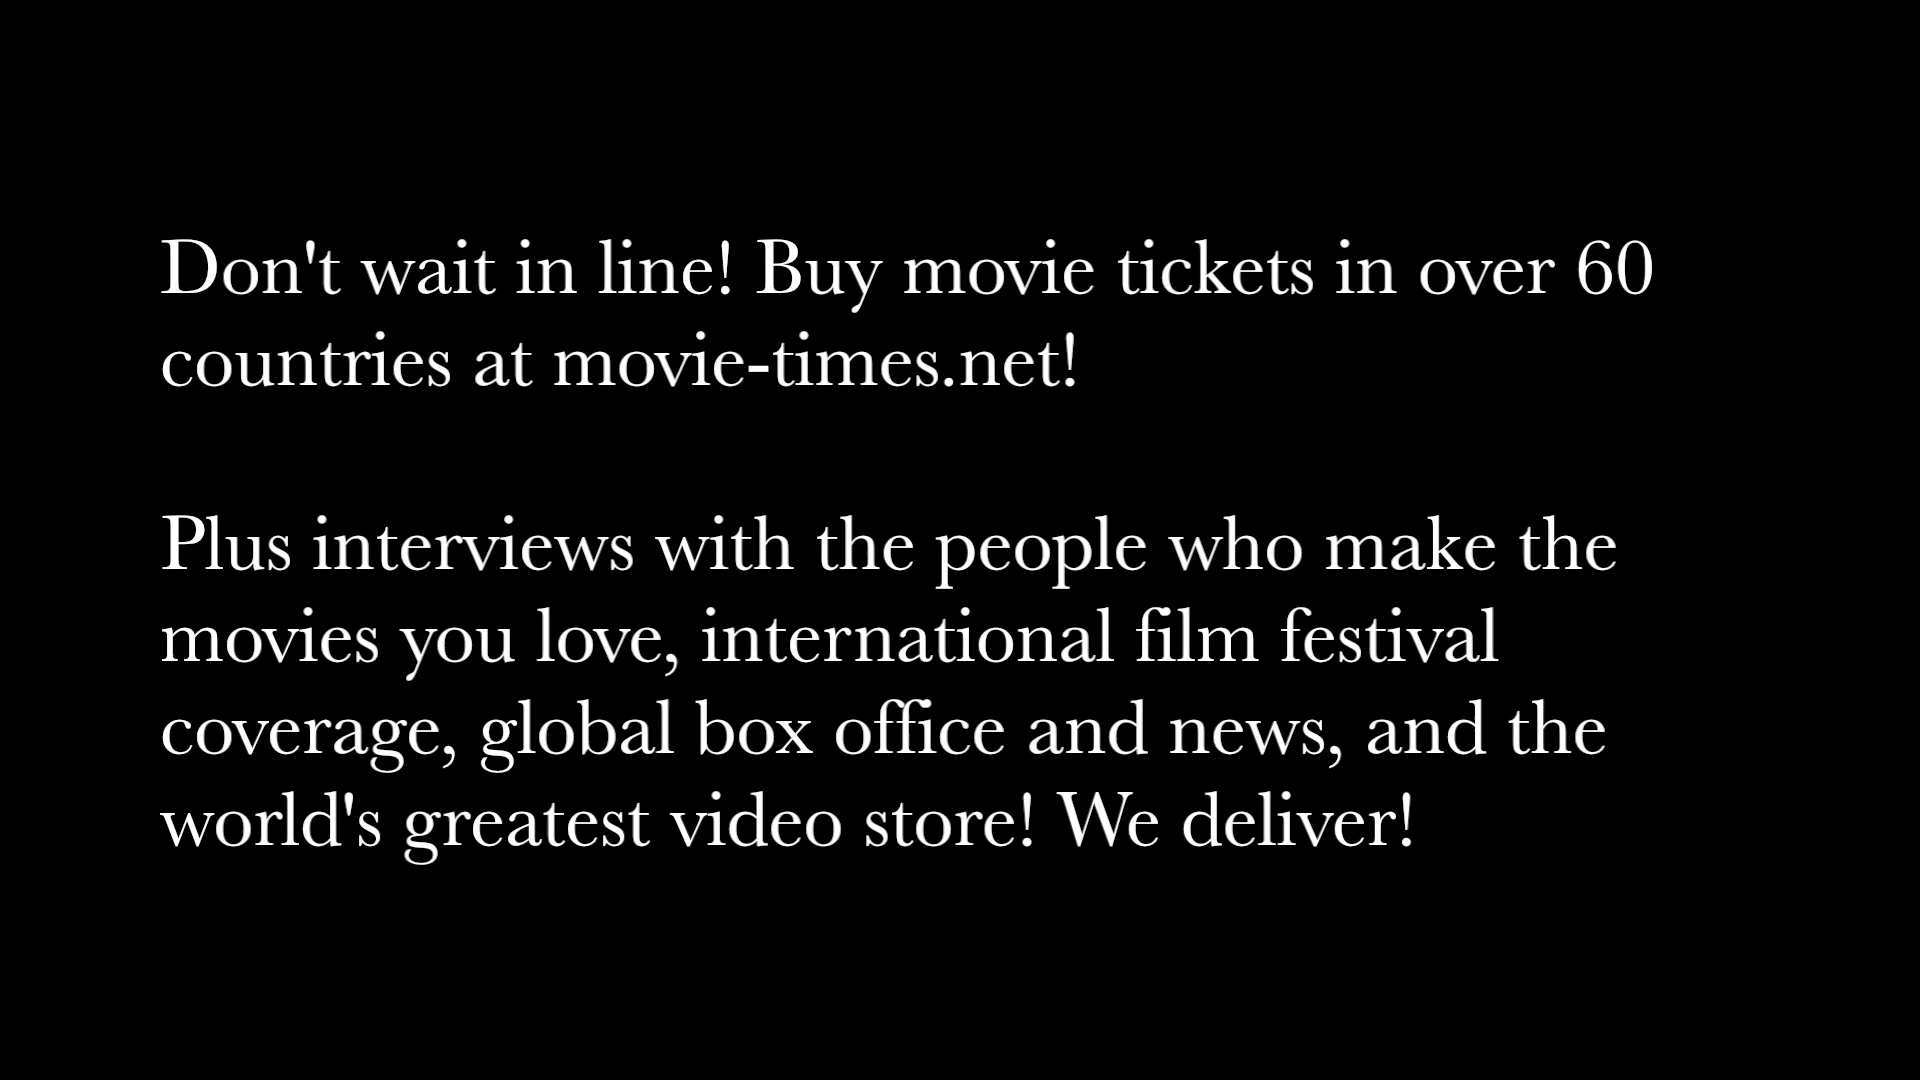 Don't wait in line! Buy movie tickets in over 60
countries at movie-times.net!
Plus interviews with the people who make the
movies you love, international film festival
coverage, global box office and news, and the
world's greatest video store! We deliver!